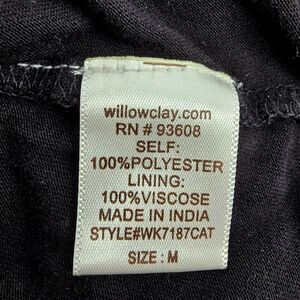 willowclay.com
RN # 93608
SELF:
100%POLYESTER
LINING:
100%VISCOSE
MADE IN INDIA
STYLE#WK7187CAT
SIZE : M